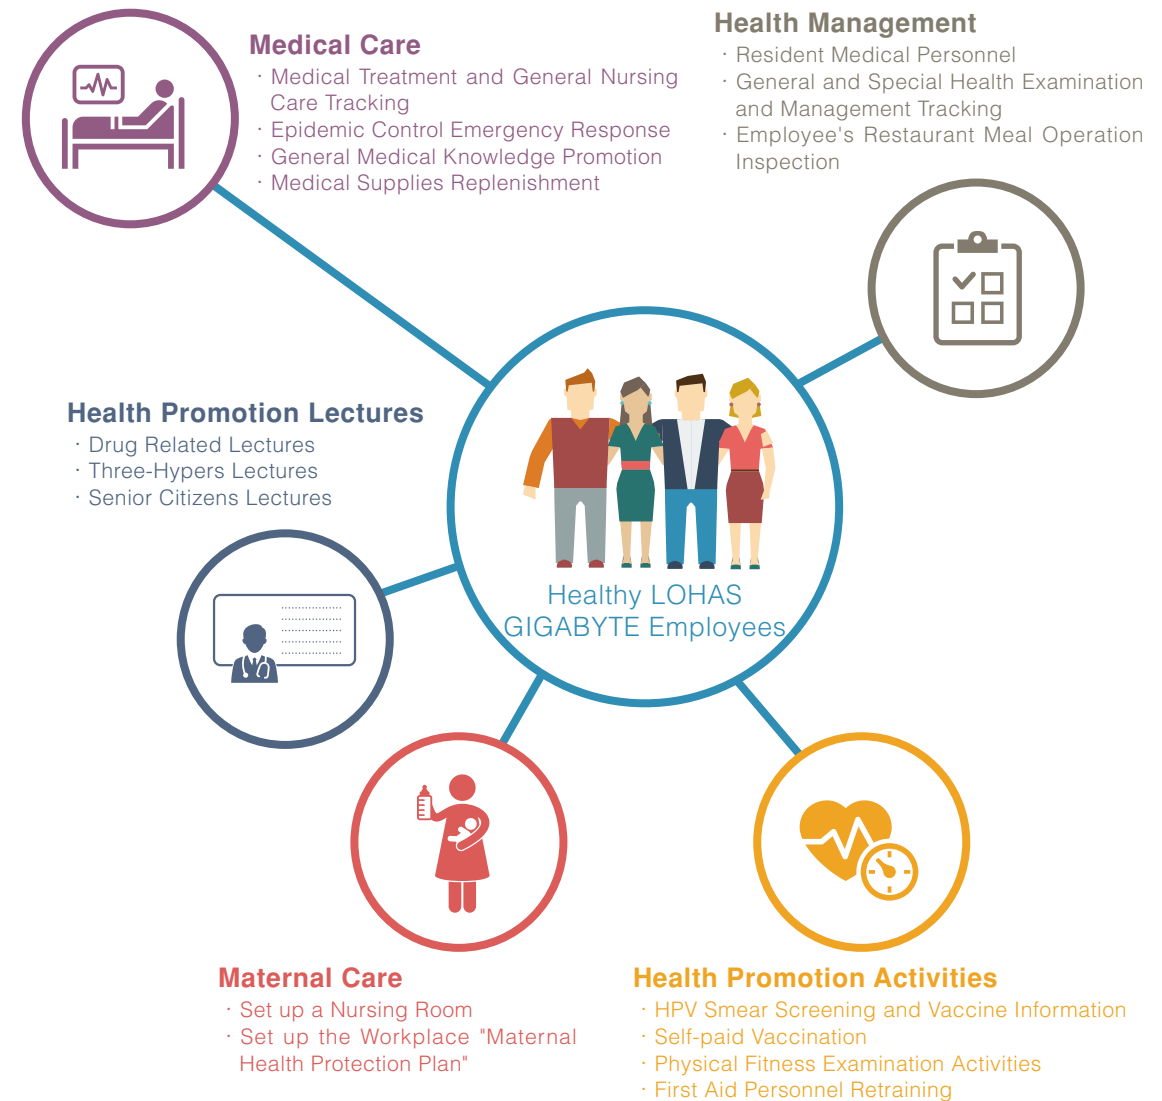 Medical Care
· Medical Treatment and General Nursing
Care Tracking
· Epidemic Control Emergency Response
· General Medical Knowledge Promotion
· Medical Supplies Replenishment
Health Management
· Resident Medical Personnel
· General and Special Health Examination
and Management Tracking
· Employee's Restaurant Meal Operation
Inspection
Health Promotion Lectures
· Drug Related Lectures
· Three-Hypers Lectures
· Senior Citizens Lectures
Healthy LOHAS
GIGABYTE Employees
Maternal Care
· Set up a Nursing Room
· Set up the Workplace "Maternal
Health Protection Plan"
Health Promotion Activities
· HPV Smear Screening and Vaccine Information
· Self-paid Vaccination
· Physical Fitness Examination Activities
· First Aid Personnel Retraining